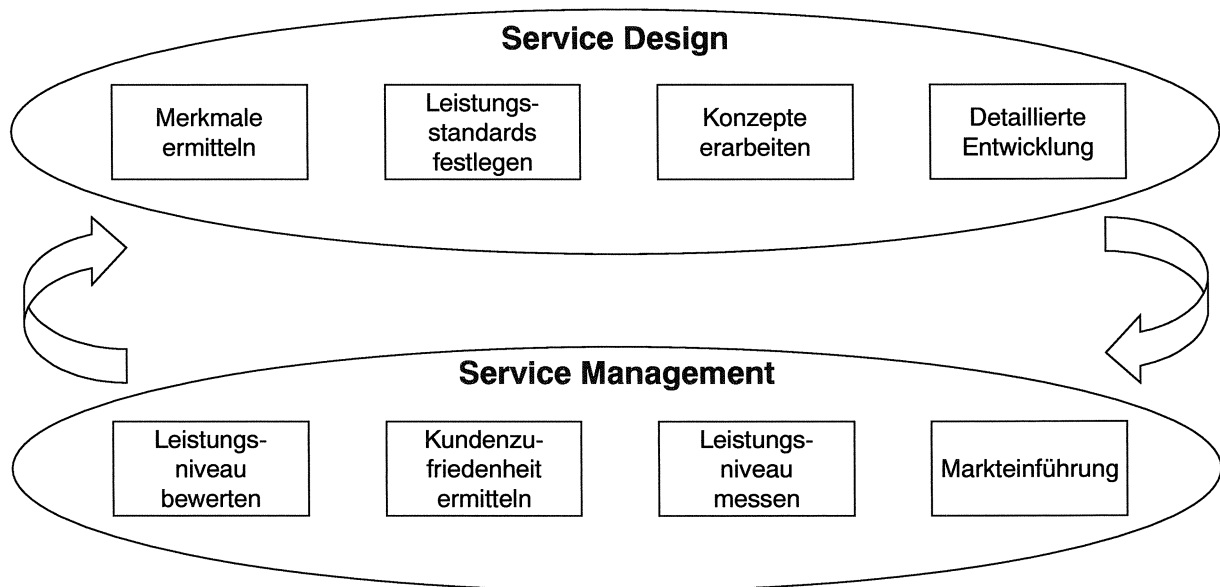 Service Design
Merkmale
ermitteln
Leistungs-
standards
festlegen
Konzepte
erarbeiten
Detaillierte
Entwicklung
Service Management
Leistungs-
niveau
bewerten
Kundenzu-
friedenheit
ermitteln
Leistungs-
niveau
messen
Markteinführung